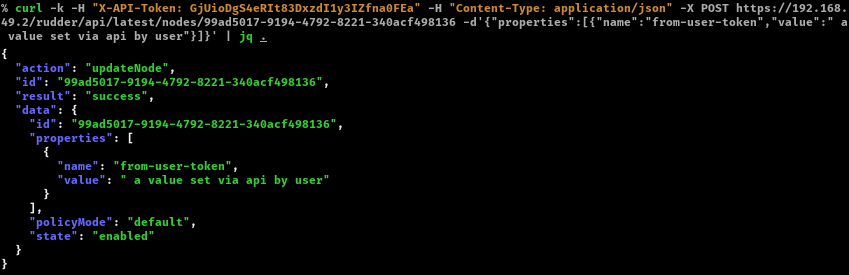 % curl -k -H "X-API-Token: GjUioDgS4eRIt83DxzdI1y3IZfna0FEa" -H "Content-Type: application/json" -X POST https://192.168.
49.2/rudder/api/latest/nodes/99ad5017-9194-4792-8221-340acf498136 -d'{"properties":[{"name":"from-user-token","value":" a
 value set via api by user"}]}' | jq .
{
  "action": "updateNode",
  "id": "99ad5017-9194-4792-8221-340acf498136",
  "result": "success",
  "data": {
    "id": "99ad5017-9194-4792-8221-340acf498136",
    "properties": [
      {
        "name": "from-user-token",
        "value": " a value set via api by user"
      }
    ],
    "policyMode": "default",
    "state": "enabled"
  }
}